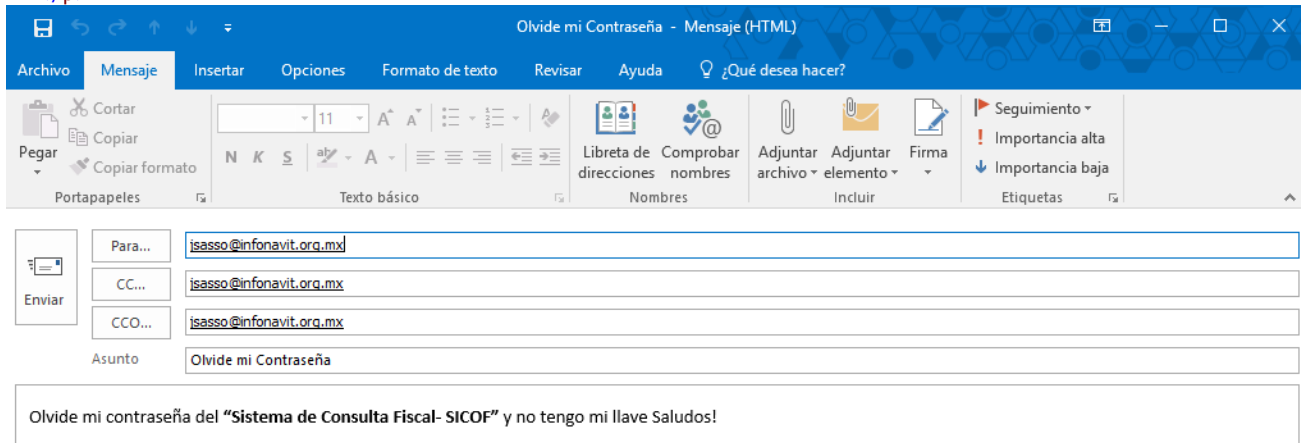 Olvide mi Contraseña - Mensaje (HTML)
Archivo Mensaje Insertar Opciones Formato de texto Revisar Ayuda ¿Qué desea hacer?
Pegar
Cortar
Copiar
Copiar formato
Portapapeles
11
N K S
Texto básico
Libreta de direcciones
Comprobar nombres
Nombres
Adjuntar archivo
Adjuntar elemento
Firma
Incluir
Seguimiento
Importancia alta
Importancia baja
Etiquetas
Enviar
Para... jsasso@infonavit.org.mx
CC... jsasso@infonavit.org.mx
CCO... jsasso@infonavit.org.mx
Asunto Olvide mi Contraseña
Olvide mi contraseña del “Sistema de Consulta Fiscal- SICOF” y no tengo mi llave Saludos!